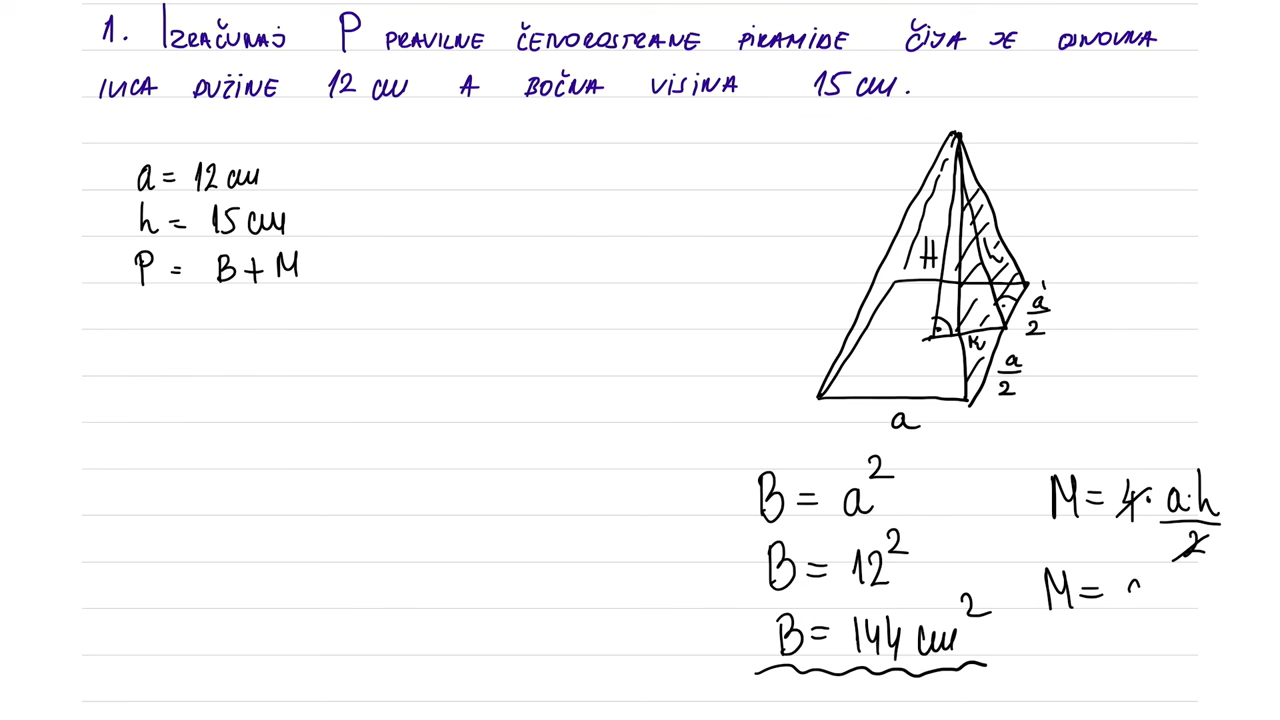 1. IZRAČUNAJ P PRAVILNE ČETVOROSTRANE PIRAMIDE ČIJA JE OSNOVNA
IVICA DUŽINE 12 cm A BOČNA VISINA 15 cm.
a = 12 cm
h = 15 cm
P = B + M
H
h
a/2
a/2
a
B = a²
B = 12²
B = 144 cm²
M = 4 · a·h/2
M =